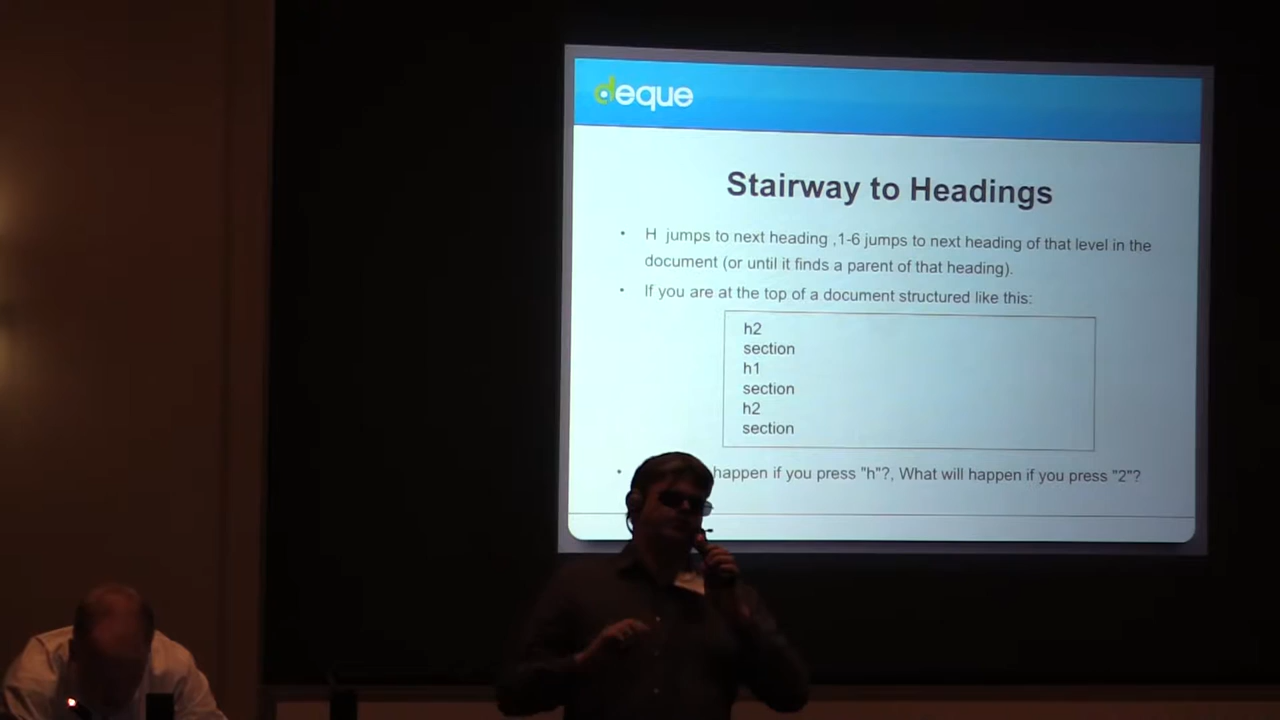 deque
Stairway to Headings
• H jumps to next heading ,1-6 jumps to next heading of that level in the
document (or until it finds a parent of that heading).
• If you are at the top of a document structured like this:
h2
section
h1
section
h2
section
• happen if you press "h"?, What will happen if you press "2"?